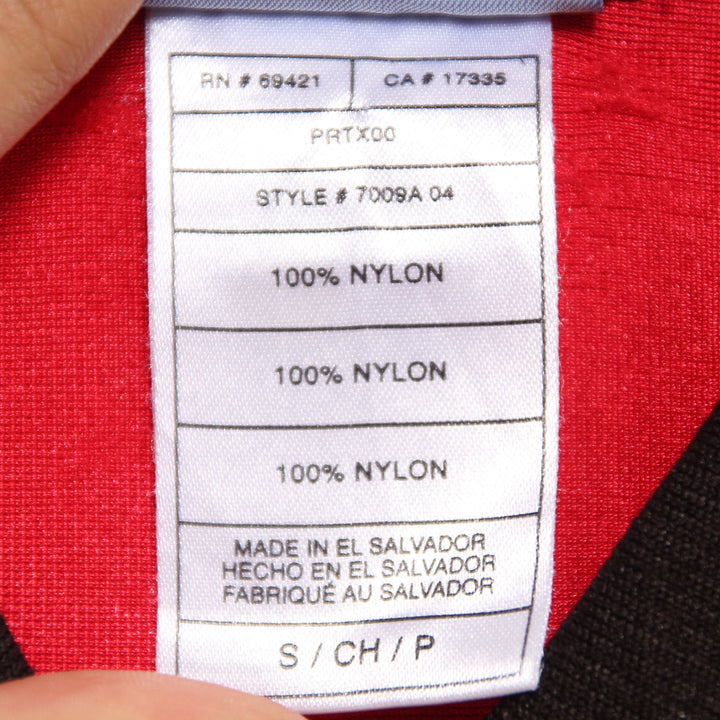 RN # 69421 CA # 17335
PRTX00
STYLE # 7009A 04
100% NYLON
100% NYLON
100% NYLON
MADE IN EL SALVADOR
HECHO EN EL SALVADOR
FABRIQUÉ AU SALVADOR
S / CH / P